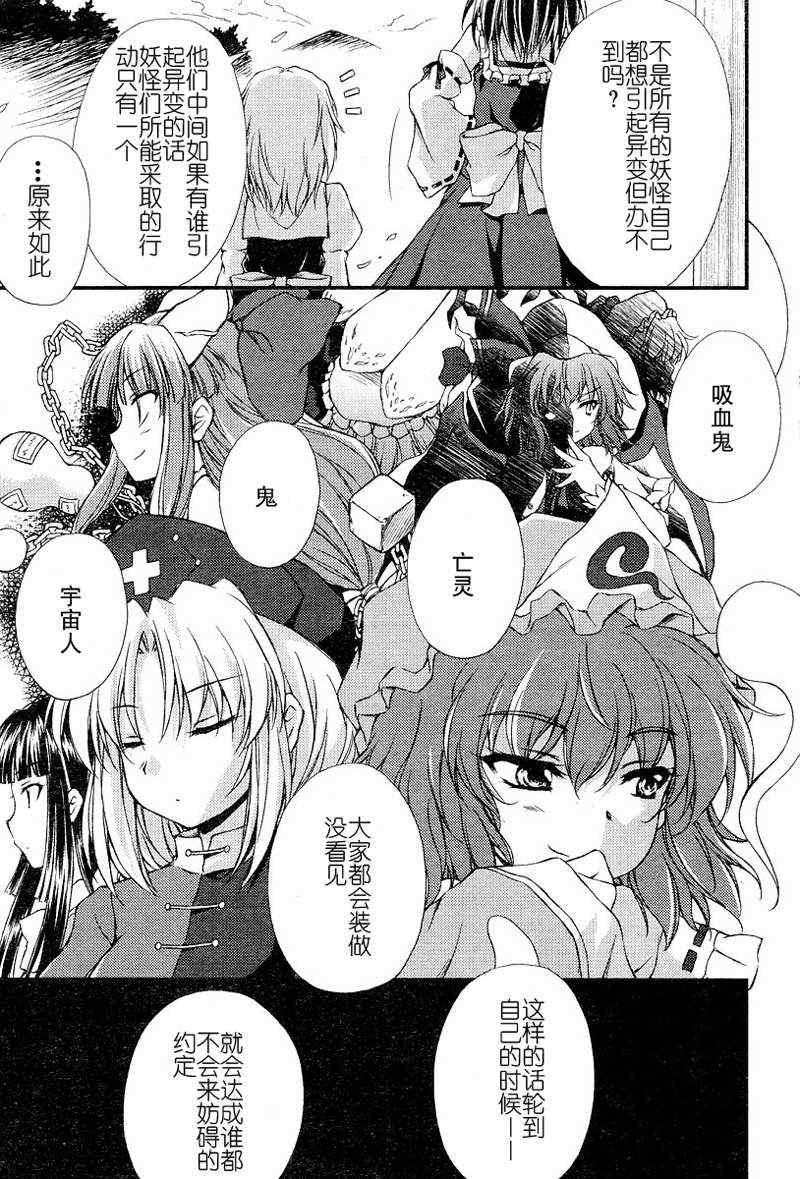 不是所有的妖怪自己
都想引起异变但办不
到吗？
他们中间如果有谁引
起异变的话
妖怪们所能采取的行
动只有一个
…原来如此
吸血鬼
鬼
亡灵
宇宙人
大家都会装做
没看见
这样的话轮到
自己的时候——
就会达成谁都
不会来妨碍的
约定